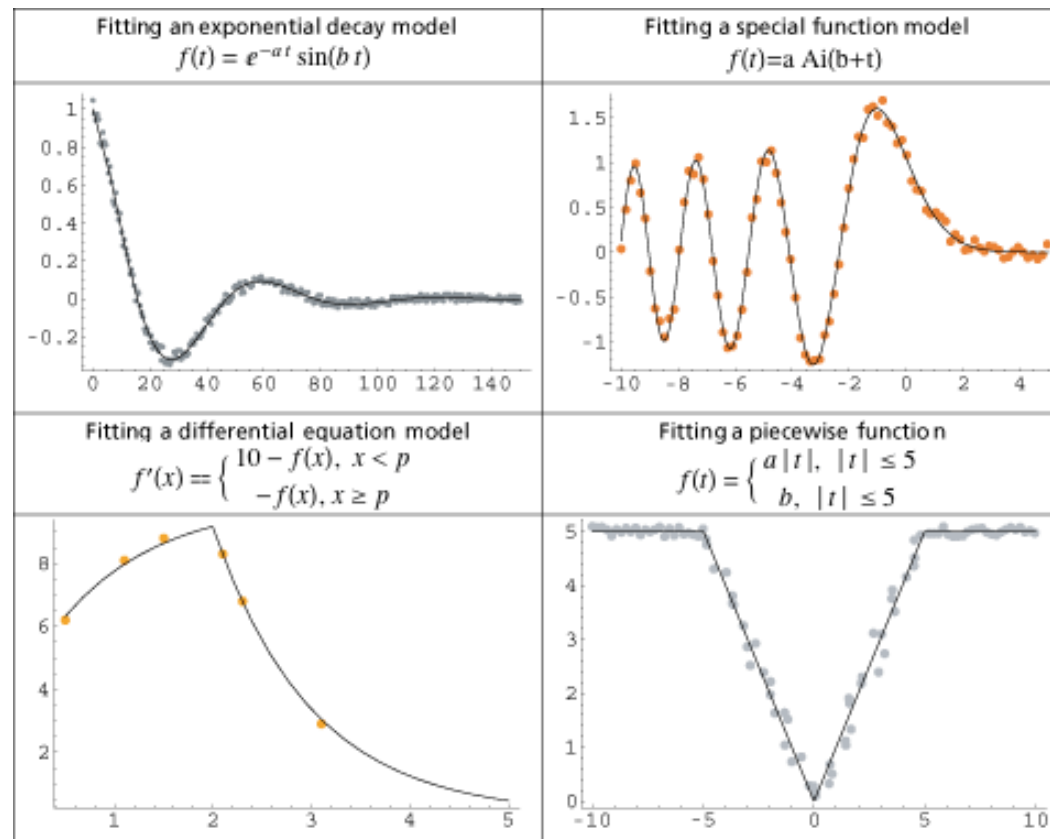 Fitting an exponential decay model
f(t) = e^{-a t} sin(b t)
Fitting a special function model
f(t)=a Ai(b+t)
1
0.8
0.6
0.4
0.2
0
-0.2
0 20 40 60 80 100 120 140
1.5
1
0.5
0
-0.5
-1
-10 -8 -6 -4 -2 0 2 4
Fitting a differential equation model
f′(x) == { 10 − f(x), x < p
−f(x), x ≥ p
Fitting a piecewise function
f(t) = { a |t|, |t| ≤ 5
b, |t| ≤ 5
8
6
4
2
1 2 3 4 5
5
4
3
2
1
0
-10 -5 0 5 10